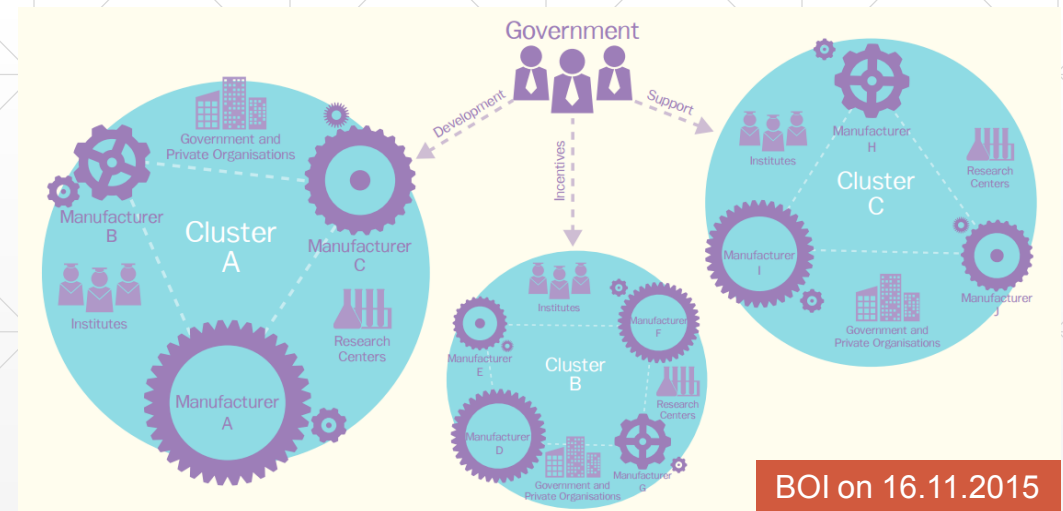 Government
Development
Incentives
Support
Government and
Private Organisations
Manufacturer
B
Cluster
A
Manufacturer
C
Institutes
Research
Centers
Manufacturer
A
Institutes
Manufacturer
E
Manufacturer
F
Cluster
B
Research
Centers
Manufacturer
D
Government and
Private Organisations
Manufacturer
G
Manufacturer
H
Institutes
Research
Centers
Cluster
C
Manufacturer
I
Manufacturer
J
Government and
Private Organisations
BOI on 16.11.2015